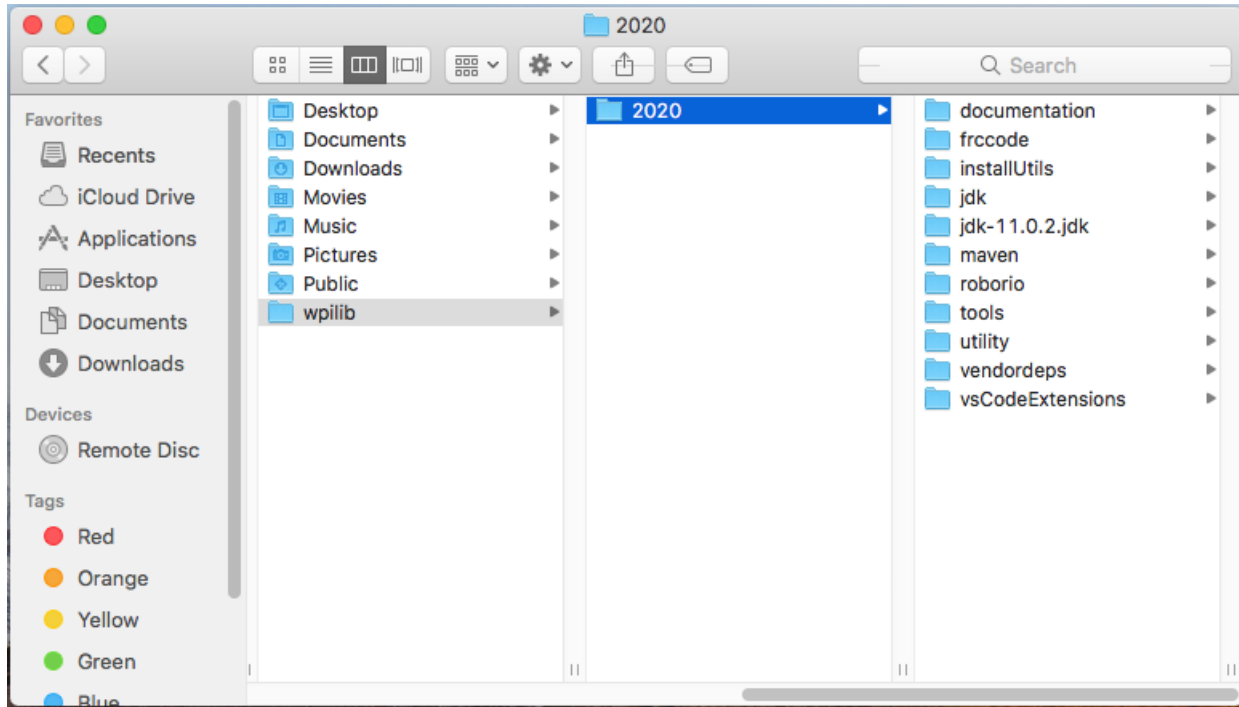 2020
Search
Favorites
Recents
iCloud Drive
Applications
Desktop
Documents
Downloads
Devices
Remote Disc
Tags
Red
Orange
Yellow
Green
Blue
Desktop
Documents
Downloads
Movies
Music
Pictures
Public
wpilib
2020
documentation
frccode
installUtils
jdk
jdk-11.0.2.jdk
maven
roborio
tools
utility
vendordeps
vsCodeExtensions